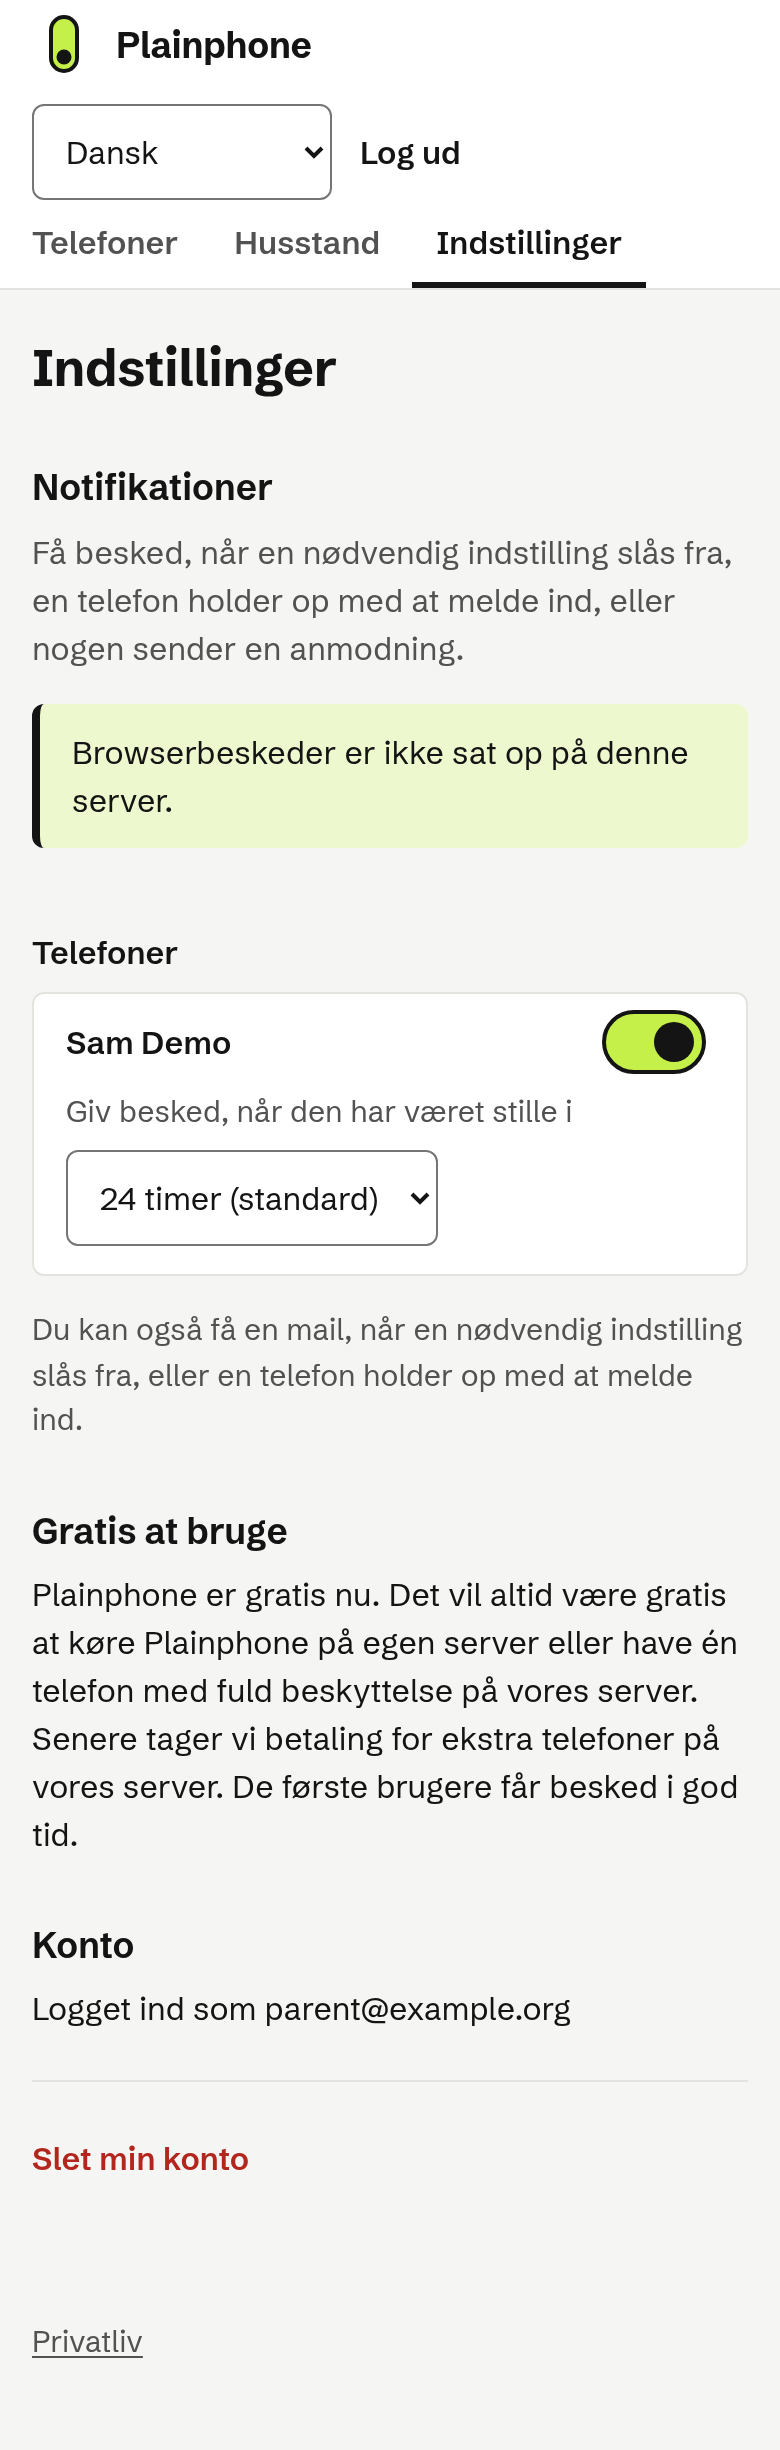 Plainphone
Dansk
Log ud
Telefoner
Husstand
Indstillinger
Indstillinger
Notifikationer
Få besked, når en nødvendig indstilling slås fra,
en telefon holder op med at melde ind, eller
nogen sender en anmodning.
Browserbeskeder er ikke sat op på denne
server.
Telefoner
Sam Demo
Giv besked, når den har været stille i
24 timer (standard)
Du kan også få en mail, når en nødvendig indstilling
slås fra, eller en telefon holder op med at melde
ind.
Gratis at bruge
Plainphone er gratis nu. Det vil altid være gratis
at køre Plainphone på egen server eller have én
telefon med fuld beskyttelse på vores server.
Senere tager vi betaling for ekstra telefoner på
vores server. De første brugere får besked i god
tid.
Konto
Logget ind som parent@example.org
Slet min konto
Privatliv